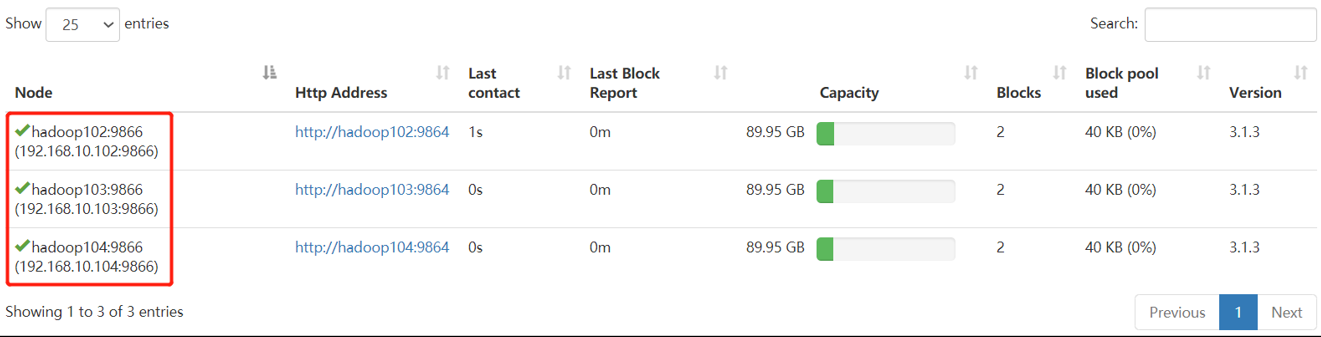 Show 25 entries Search:
Node Http Address Last contact Last Block Report Capacity Blocks Block pool used Version
hadoop102:9866 http://hadoop102:9864 1s 0m 89.95 GB 2 40 KB (0%) 3.1.3
(192.168.10.102:9866)
hadoop103:9866 http://hadoop103:9864 0s 0m 89.95 GB 2 40 KB (0%) 3.1.3
(192.168.10.103:9866)
hadoop104:9866 http://hadoop104:9864 0s 0m 89.95 GB 2 40 KB (0%) 3.1.3
(192.168.10.104:9866)
Showing 1 to 3 of 3 entries Previous 1 Next